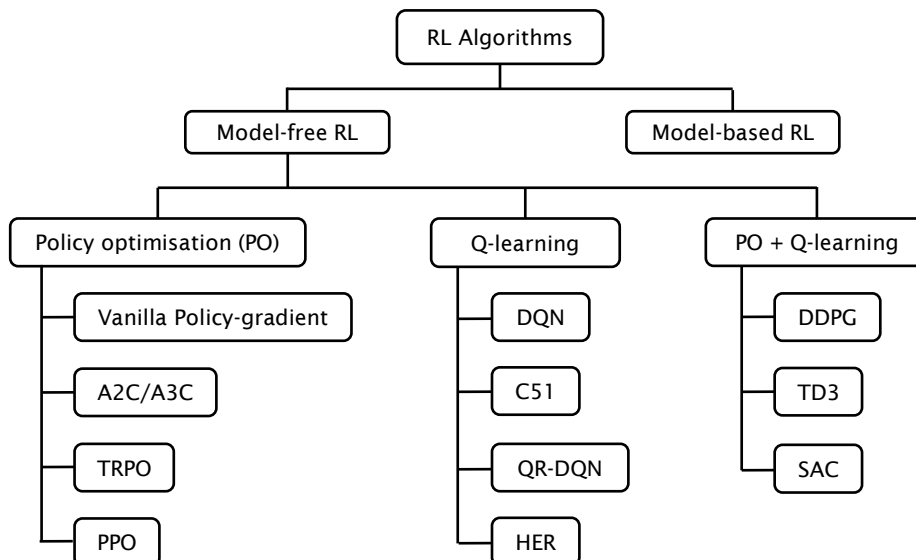 RL Algorithms
Model-free RL
Model-based RL
Policy optimisation (PO)
Q-learning
PO + Q-learning
Vanilla Policy-gradient
DQN
DDPG
A2C/A3C
C51
TD3
TRPO
QR-DQN
SAC
PPO
HER